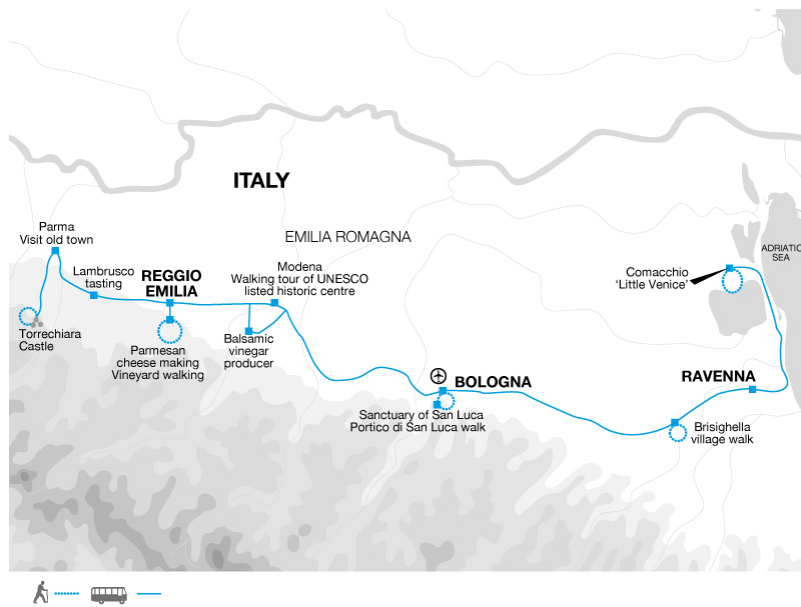 ITALY
EMILIA ROMAGNA
Parma
Visit old town
Lambrusco
tasting
REGGIO
EMILIA
Modena
Walking tour of UNESCO
listed historic centre
ADRIATIC
SEA
Comacchio
‘Little Venice’
Torrechiara
Castle
Parmesan
cheese making
Vineyard walking
Balsamic
vinegar
producer
BOLOGNA
RAVENNA
Sanctuary of San Luca
Portico di San Luca walk
Brisighella
village walk